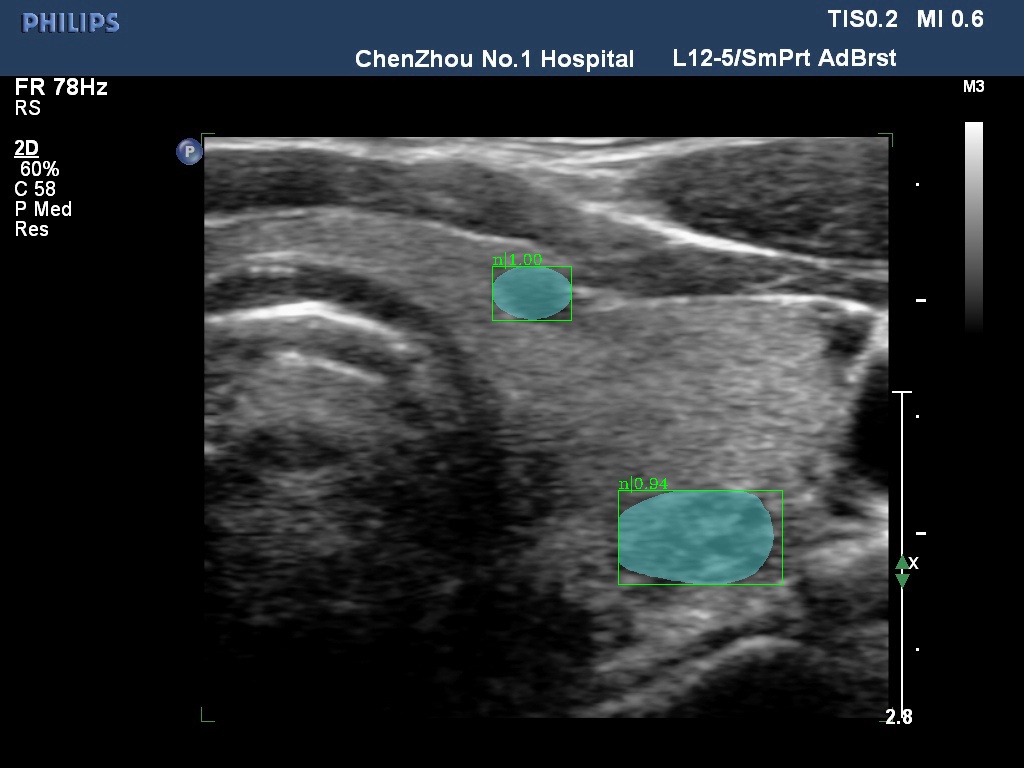 PHILIPS
TIS0.2 MI 0.6
ChenZhou No.1 Hospital L12-5/SmPrt AdBrst
FR 78Hz
RS
M3
2D
60%
C 58
P Med
Res
P
n|1.00
n|0.94
X
2.8